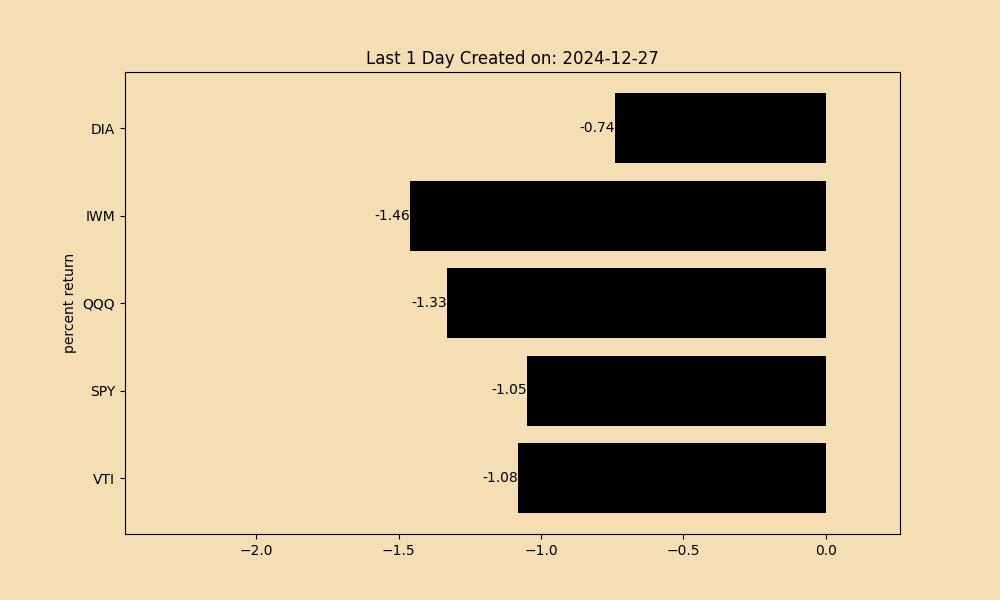 Last 1 Day Created on: 2024-12-27
percent return
DIA
-0.74
IWM
-1.46
QQQ
-1.33
SPY
-1.05
VTI
-1.08
−2.0
−1.5
−1.0
−0.5
0.0